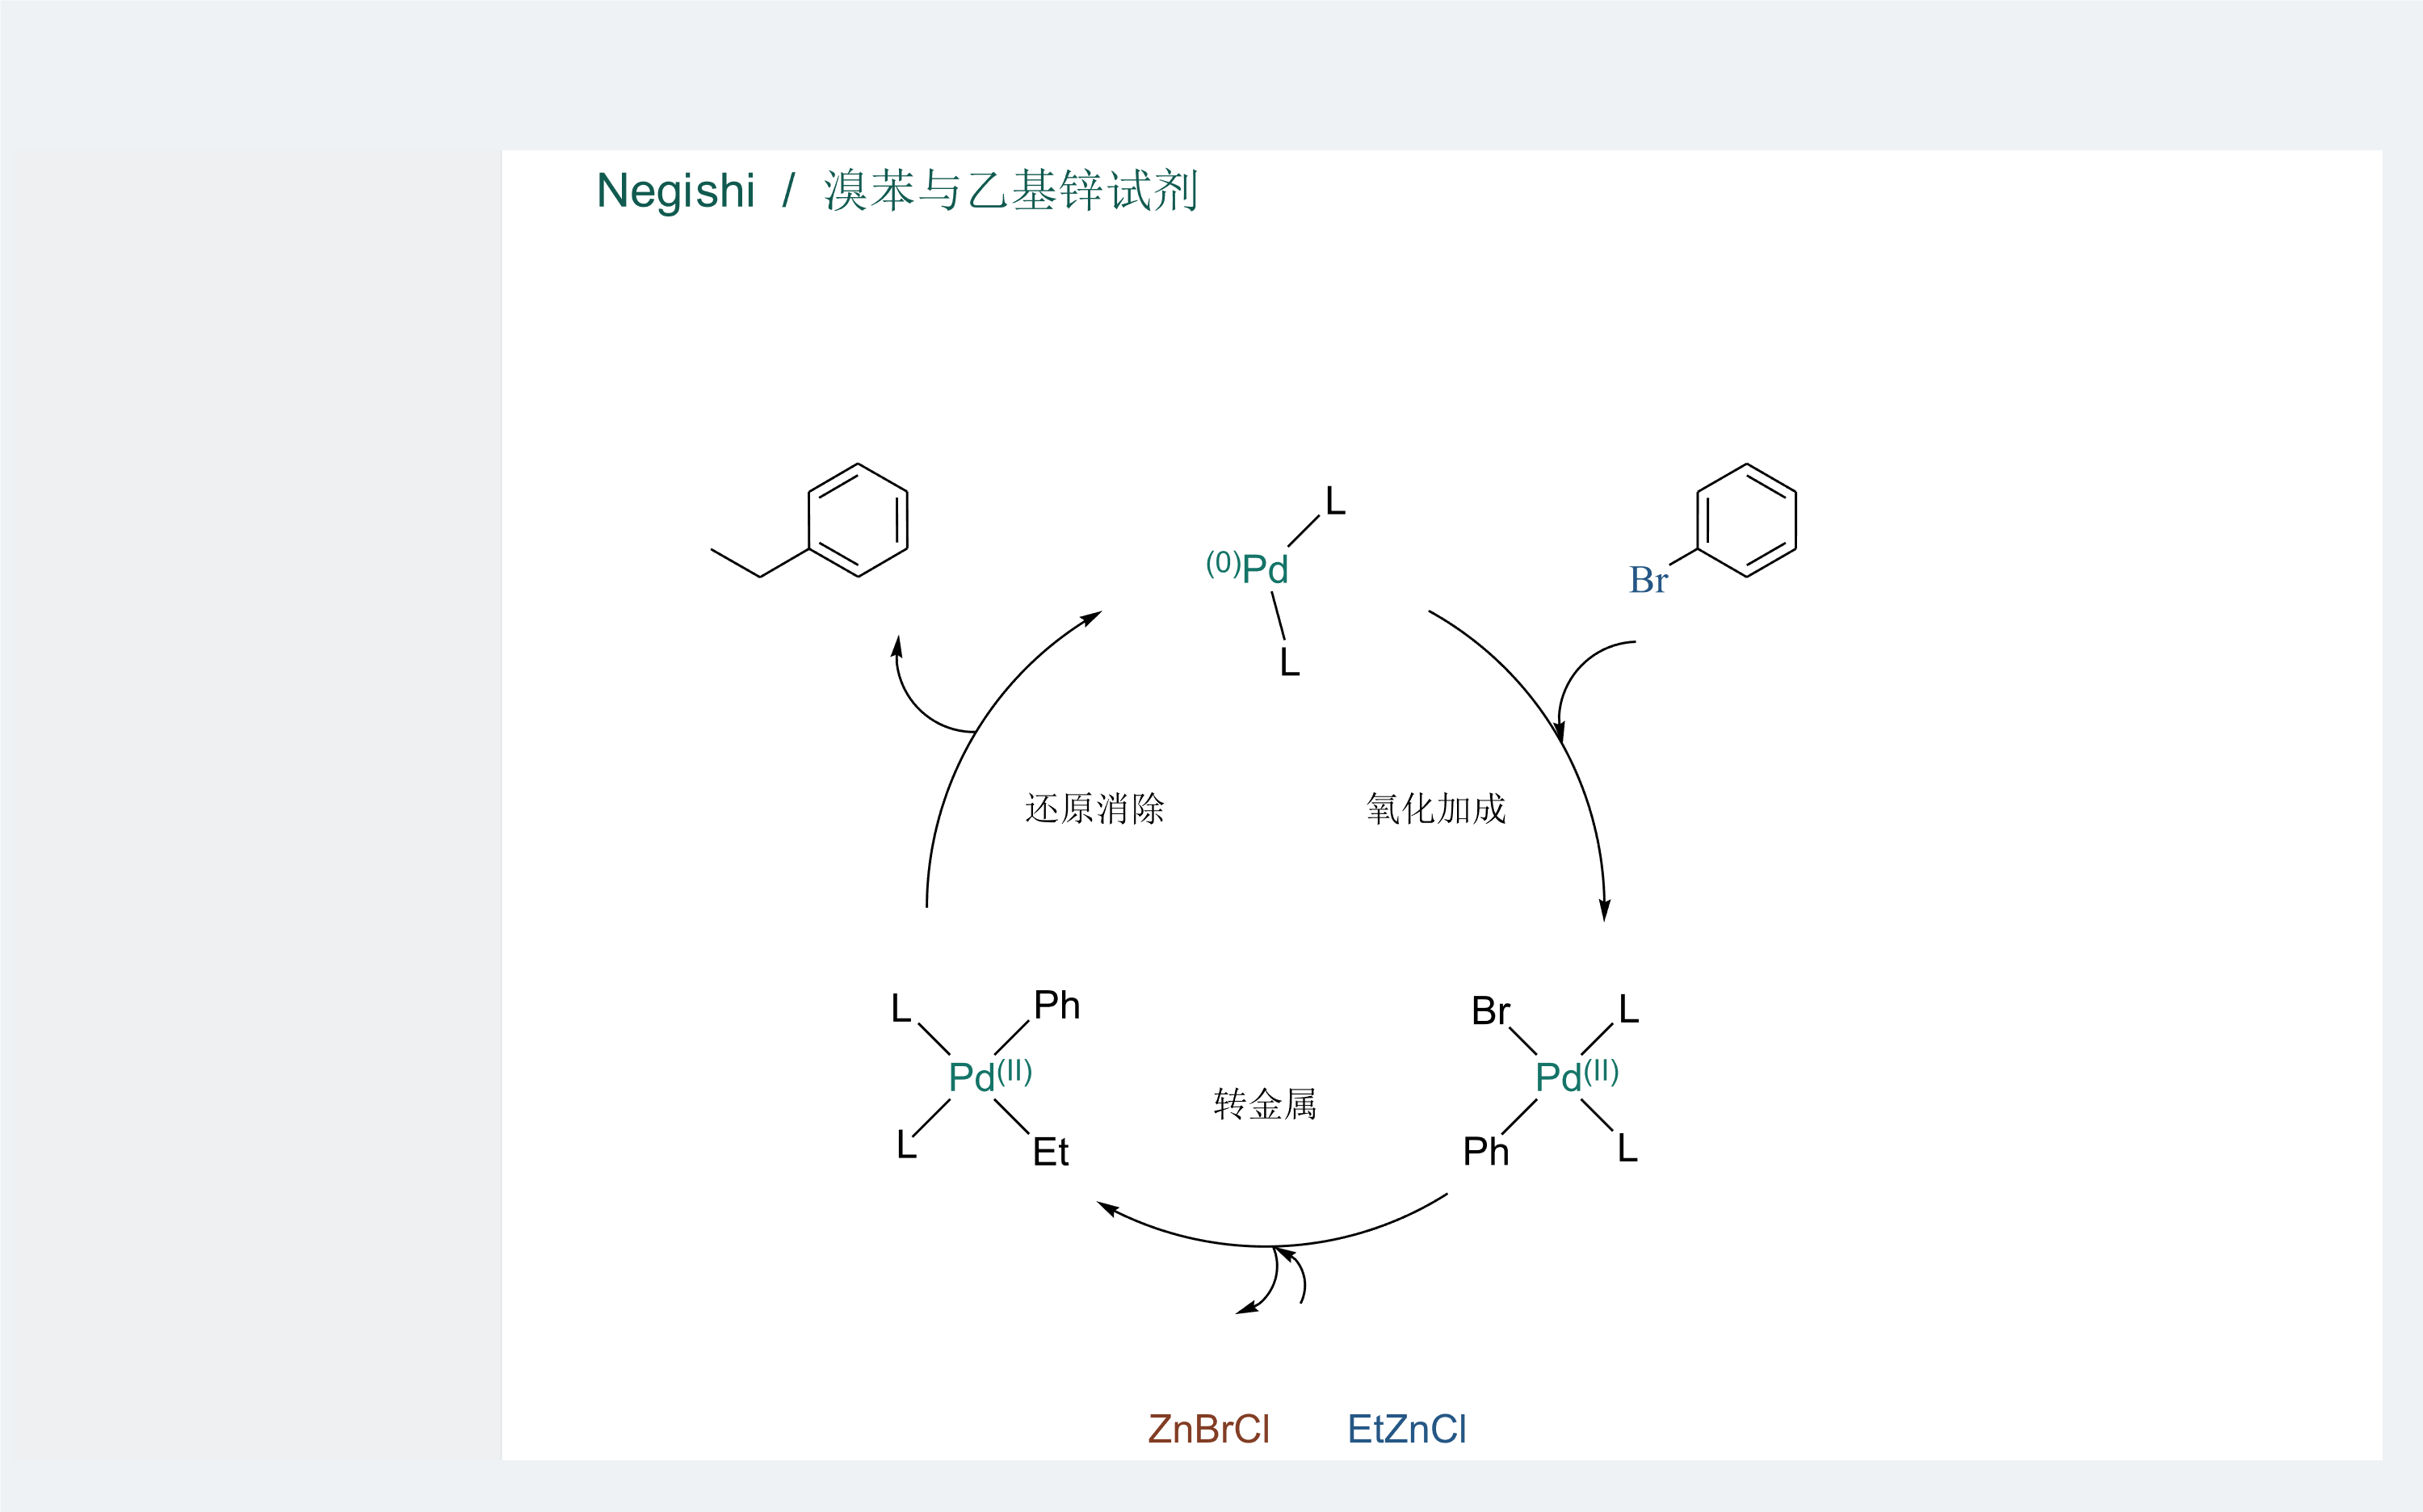 Negishi / 溴苯与乙基锌试剂
L
(0)Pd
Br
L
还原消除
氧化加成
L
Ph
Br
L
Pd(II)
Pd(II)
转金属
L
Et
Ph
L
ZnBrCl
EtZnCl